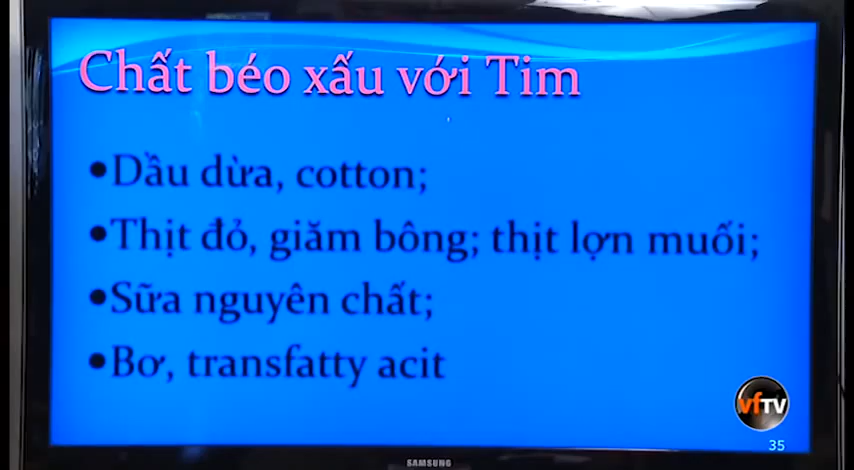 Chất béo xấu với Tim
•Dầu dừa, cotton;
•Thịt đỏ, giăm bông; thịt lợn muối;
•Sữa nguyên chất;
•Bơ, transfatty acit
vfTV
35
SAMSUNG